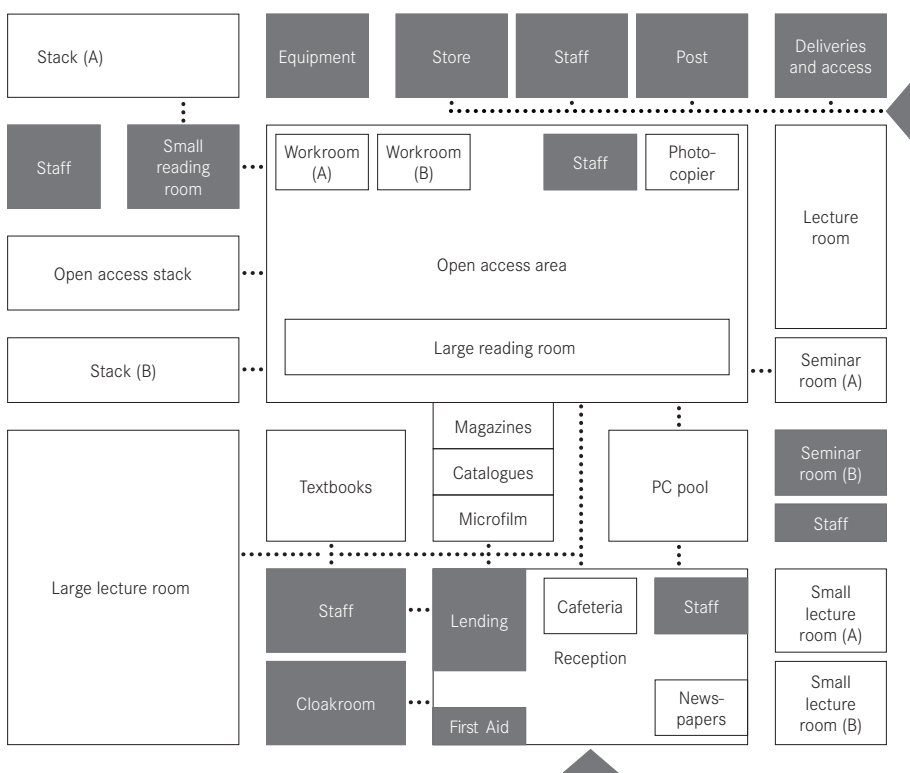 Stack (A)
Equipment
Store
Staff
Post
Deliveries
and access
Staff
Small
reading
room
Workroom
(A)
Workroom
(B)
Staff
Photo-
copier
Lecture
room
Open access stack
Open access area
Stack (B)
Large reading room
Seminar
room (A)
Magazines
Textbooks
Catalogues
Microfilm
PC pool
Seminar
room (B)
Staff
Large lecture room
Staff
Lending
Cafeteria
Staff
Reception
Small
lecture
room (A)
Cloakroom
First Aid
News-
papers
Small
lecture
room (B)